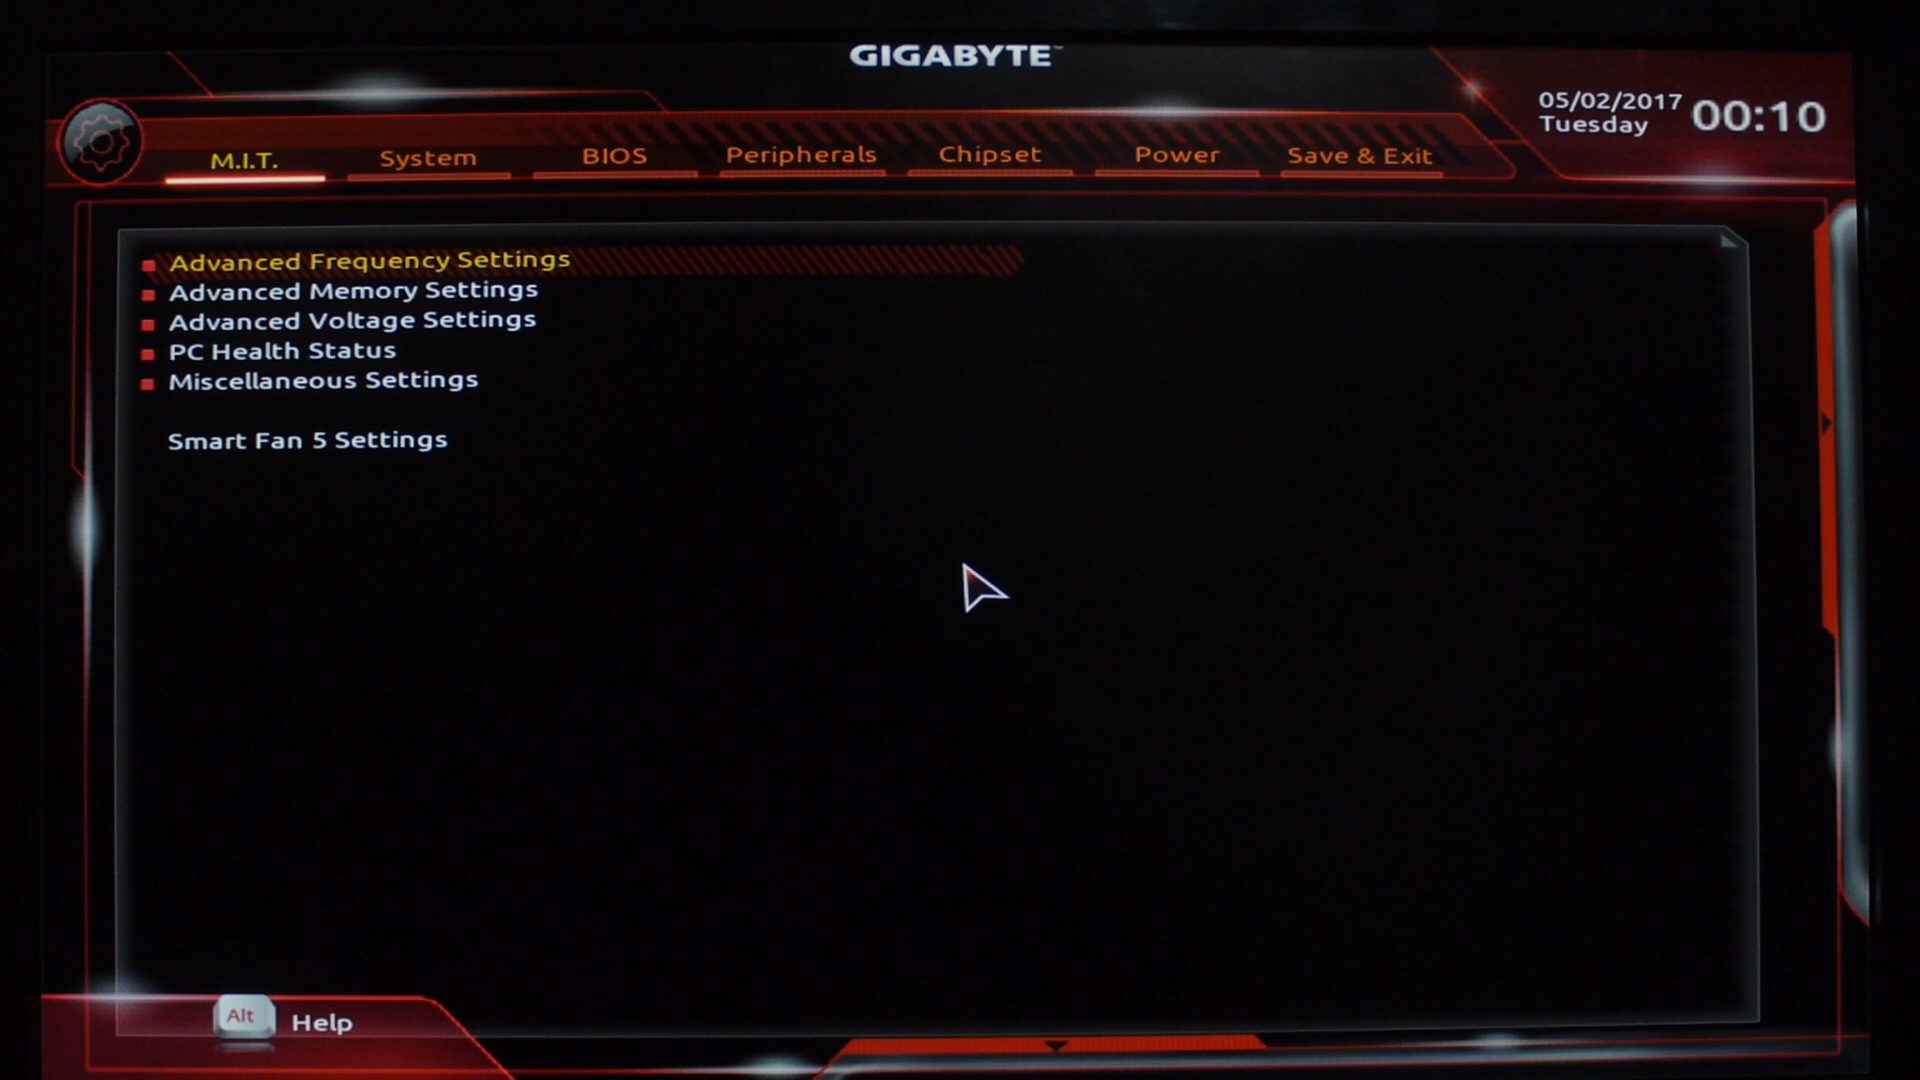 GIGABYTE™
05/02/2017
Tuesday
00:10
M.I.T.
System
BIOS
Peripherals
Chipset
Power
Save & Exit
Advanced Frequency Settings
Advanced Memory Settings
Advanced Voltage Settings
PC Health Status
Miscellaneous Settings
Smart Fan 5 Settings
Alt
Help